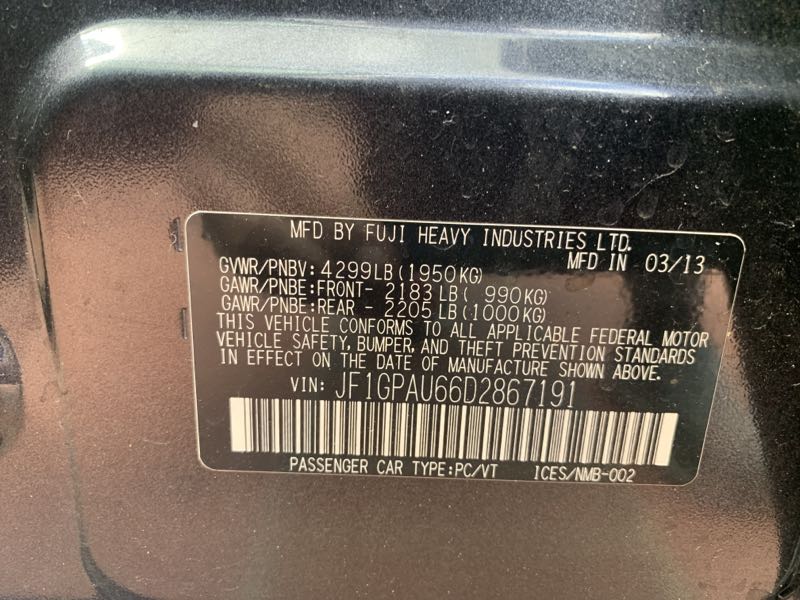 MFD BY FUJI HEAVY INDUSTRIES LTD.
MFD IN 03/13
GVWR/PNBV: 4299LB(1950KG)
GAWR/PNBE:FRONT- 2183LB( 990KG)
GAWR/PNBE:REAR - 2205LB(1000KG)
THIS VEHICLE CONFORMS TO ALL APPLICABLE FEDERAL MOTOR
VEHICLE SAFETY, BUMPER, AND THEFT PREVENTION STANDARDS
IN EFFECT ON THE DATE OF MANUFACTURE SHOWN ABOVE.
VIN: JF1GPAU66D2867191
PASSENGER CAR TYPE:PC/VT ICES/NMB-002